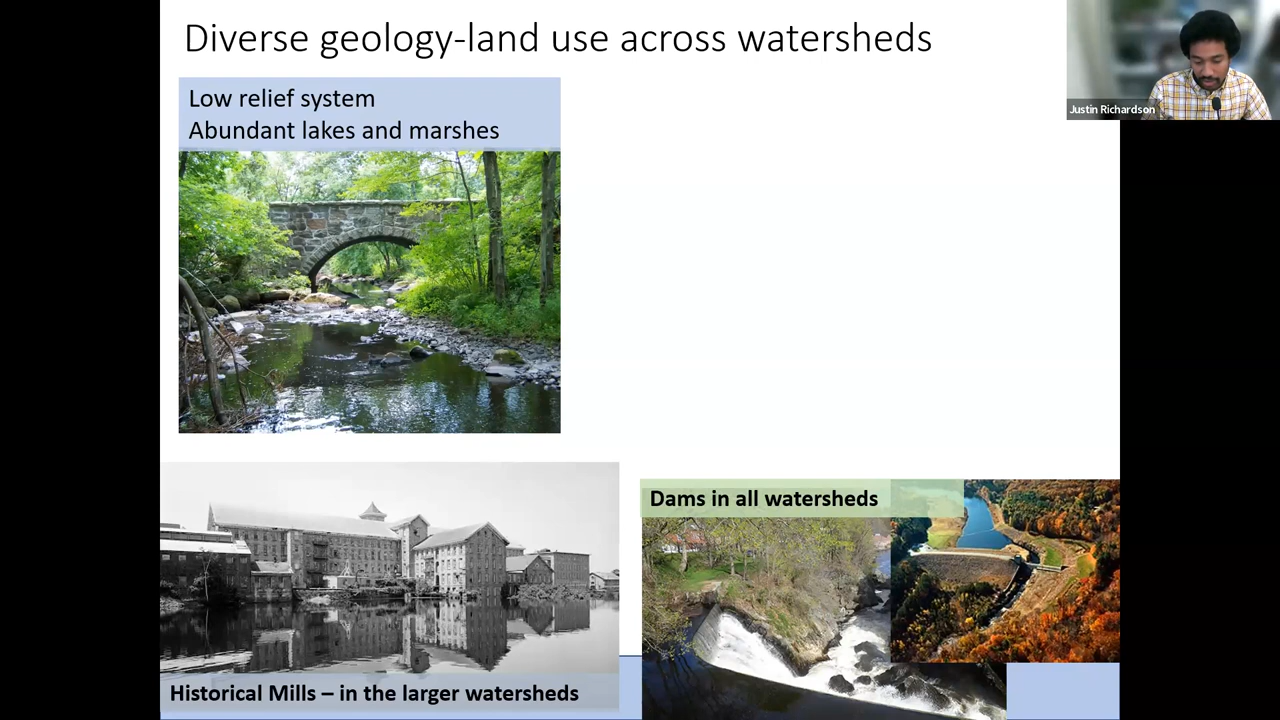 Diverse geology-land use across watersheds
Justin Richardson
Low relief system
Abundant lakes and marshes
Dams in all watersheds
Historical Mills – in the larger watersheds